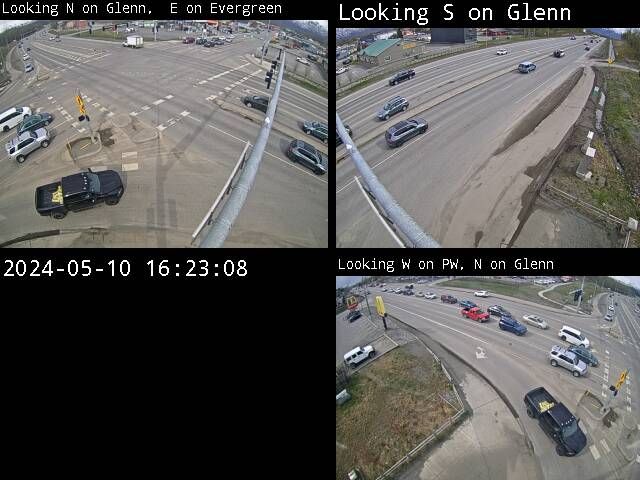 Looking N on Glenn, E on Evergreen
Looking S on Glenn
2024-05-10 16:23:08
Looking W on PW, N on Glenn